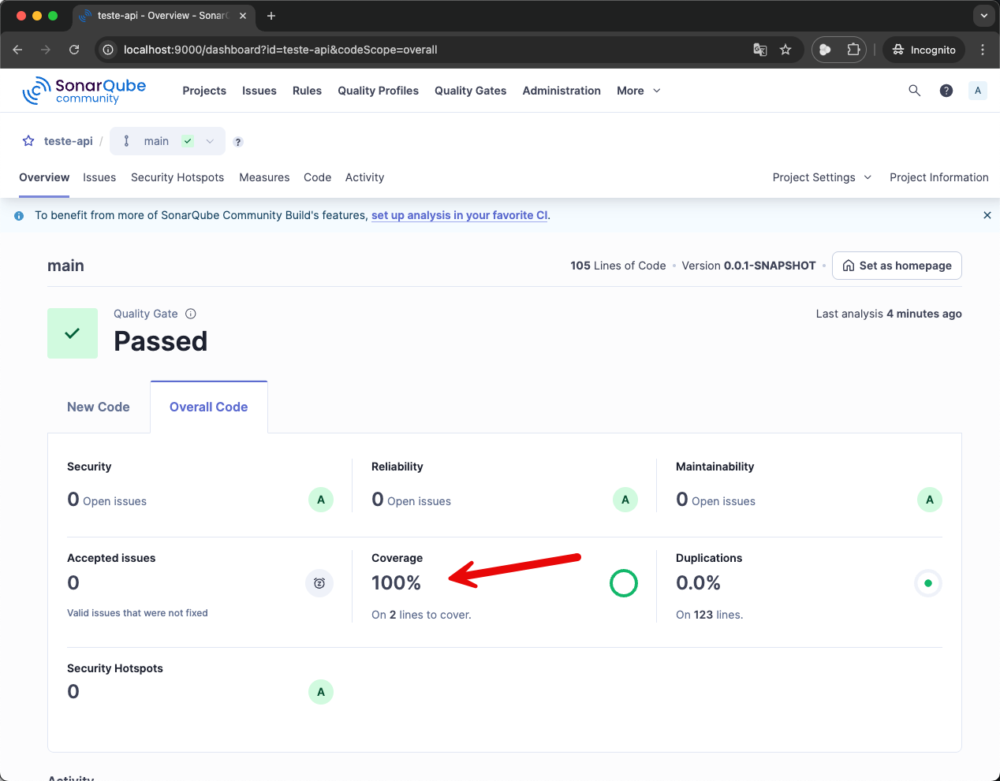 teste-api - Overview - Sonar
localhost:9000/dashboard?id=teste-api&codeScope=overall
Incognito
SonarQube community
Projects Issues Rules Quality Profiles Quality Gates Administration More
? A
teste-api / main ?
Overview Issues Security Hotspots Measures Code Activity Project Settings Project Information
To benefit from more of SonarQube Community Build's features, set up analysis in your favorite CI.
main 105 Lines of Code • Version 0.0.1-SNAPSHOT • Set as homepage
Quality Gate Last analysis 4 minutes ago
Passed
New Code Overall Code
Security Reliability Maintainability
0 Open issues A 0 Open issues A 0 Open issues A
Accepted issues Coverage Duplications
0 100% 0.0%
Valid issues that were not fixed On 2 lines to cover. On 123 lines.
Security Hotspots
0 A
Activity